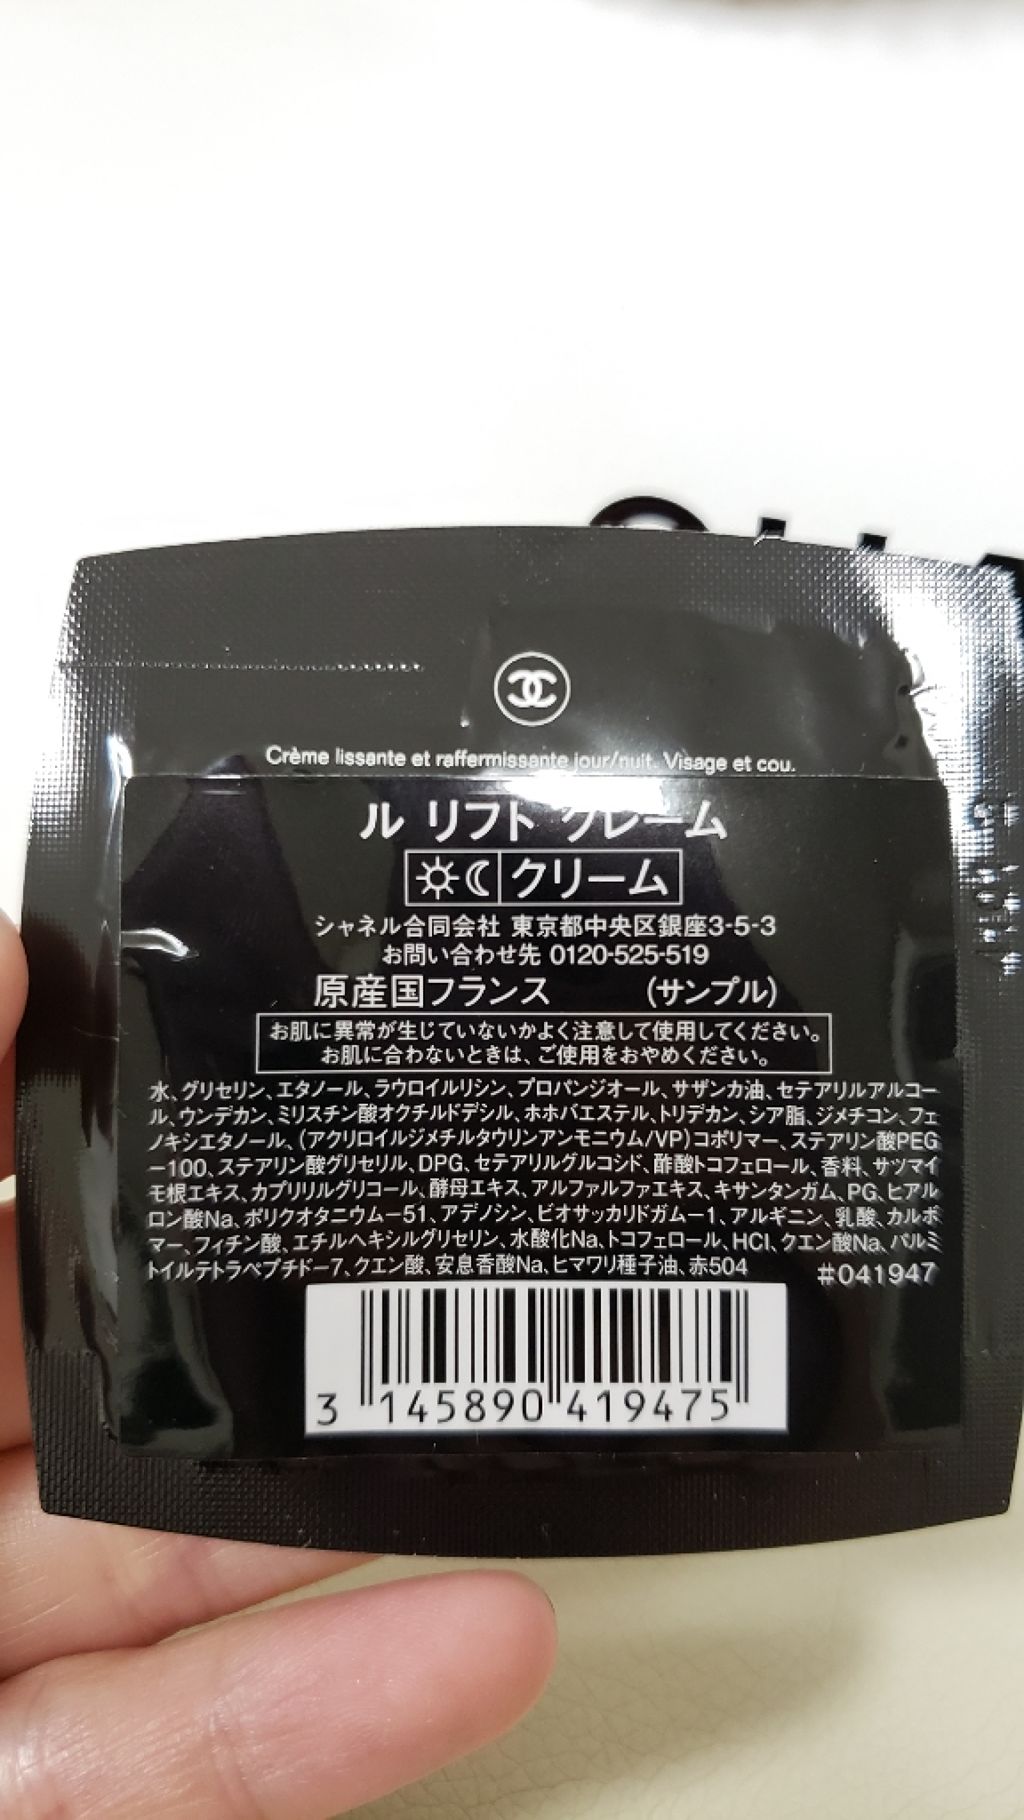 Crème lissante et raffermissante jour/nuit. Visage et cou.
ル リフト クレーム
クリーム
シャネル合同会社 東京都中央区銀座3-5-3
お問い合わせ先 0120-525-519
原産国フランス (サンプル)
お肌に異常が生じていないかよく注意して使用してください。
お肌に合わないときは、ご使用をおやめください。
水、グリセリン、エタノール、ラウロイルリシン、プロパンジオール、サザンカ油、セテアリルアルコー
ル、ウンデカン、ミリスチン酸オクチルドデシル、ホホバエステル、トリデカン、シア脂、ジメチコン、フェ
ノキシエタノール、(アクリロイルジメチルタウリンアンモニウム/VP)コポリマー、ステアリン酸PEG
-100、ステアリン酸グリセリル、DPG、セテアリルグルコシド、酢酸トコフェロール、香料、サツマイ
モ根エキス、カプリリルグリコール、酵母エキス、アルファルファエキス、キサンタンガム、PG、ヒアル
ロン酸Na、ポリクオタニウム-51、アデノシン、ビオサッカリドガム-1、アルギニン、乳酸、カルボ
マー、フィチン酸、エチルヘキシルグリセリン、水酸化Na、トコフェロール、HCl、クエン酸Na、パルミ
トイルテトラペプチド-7、クエン酸、安息香酸Na、ヒマワリ種子油、赤504 #041947
3 145890 419475